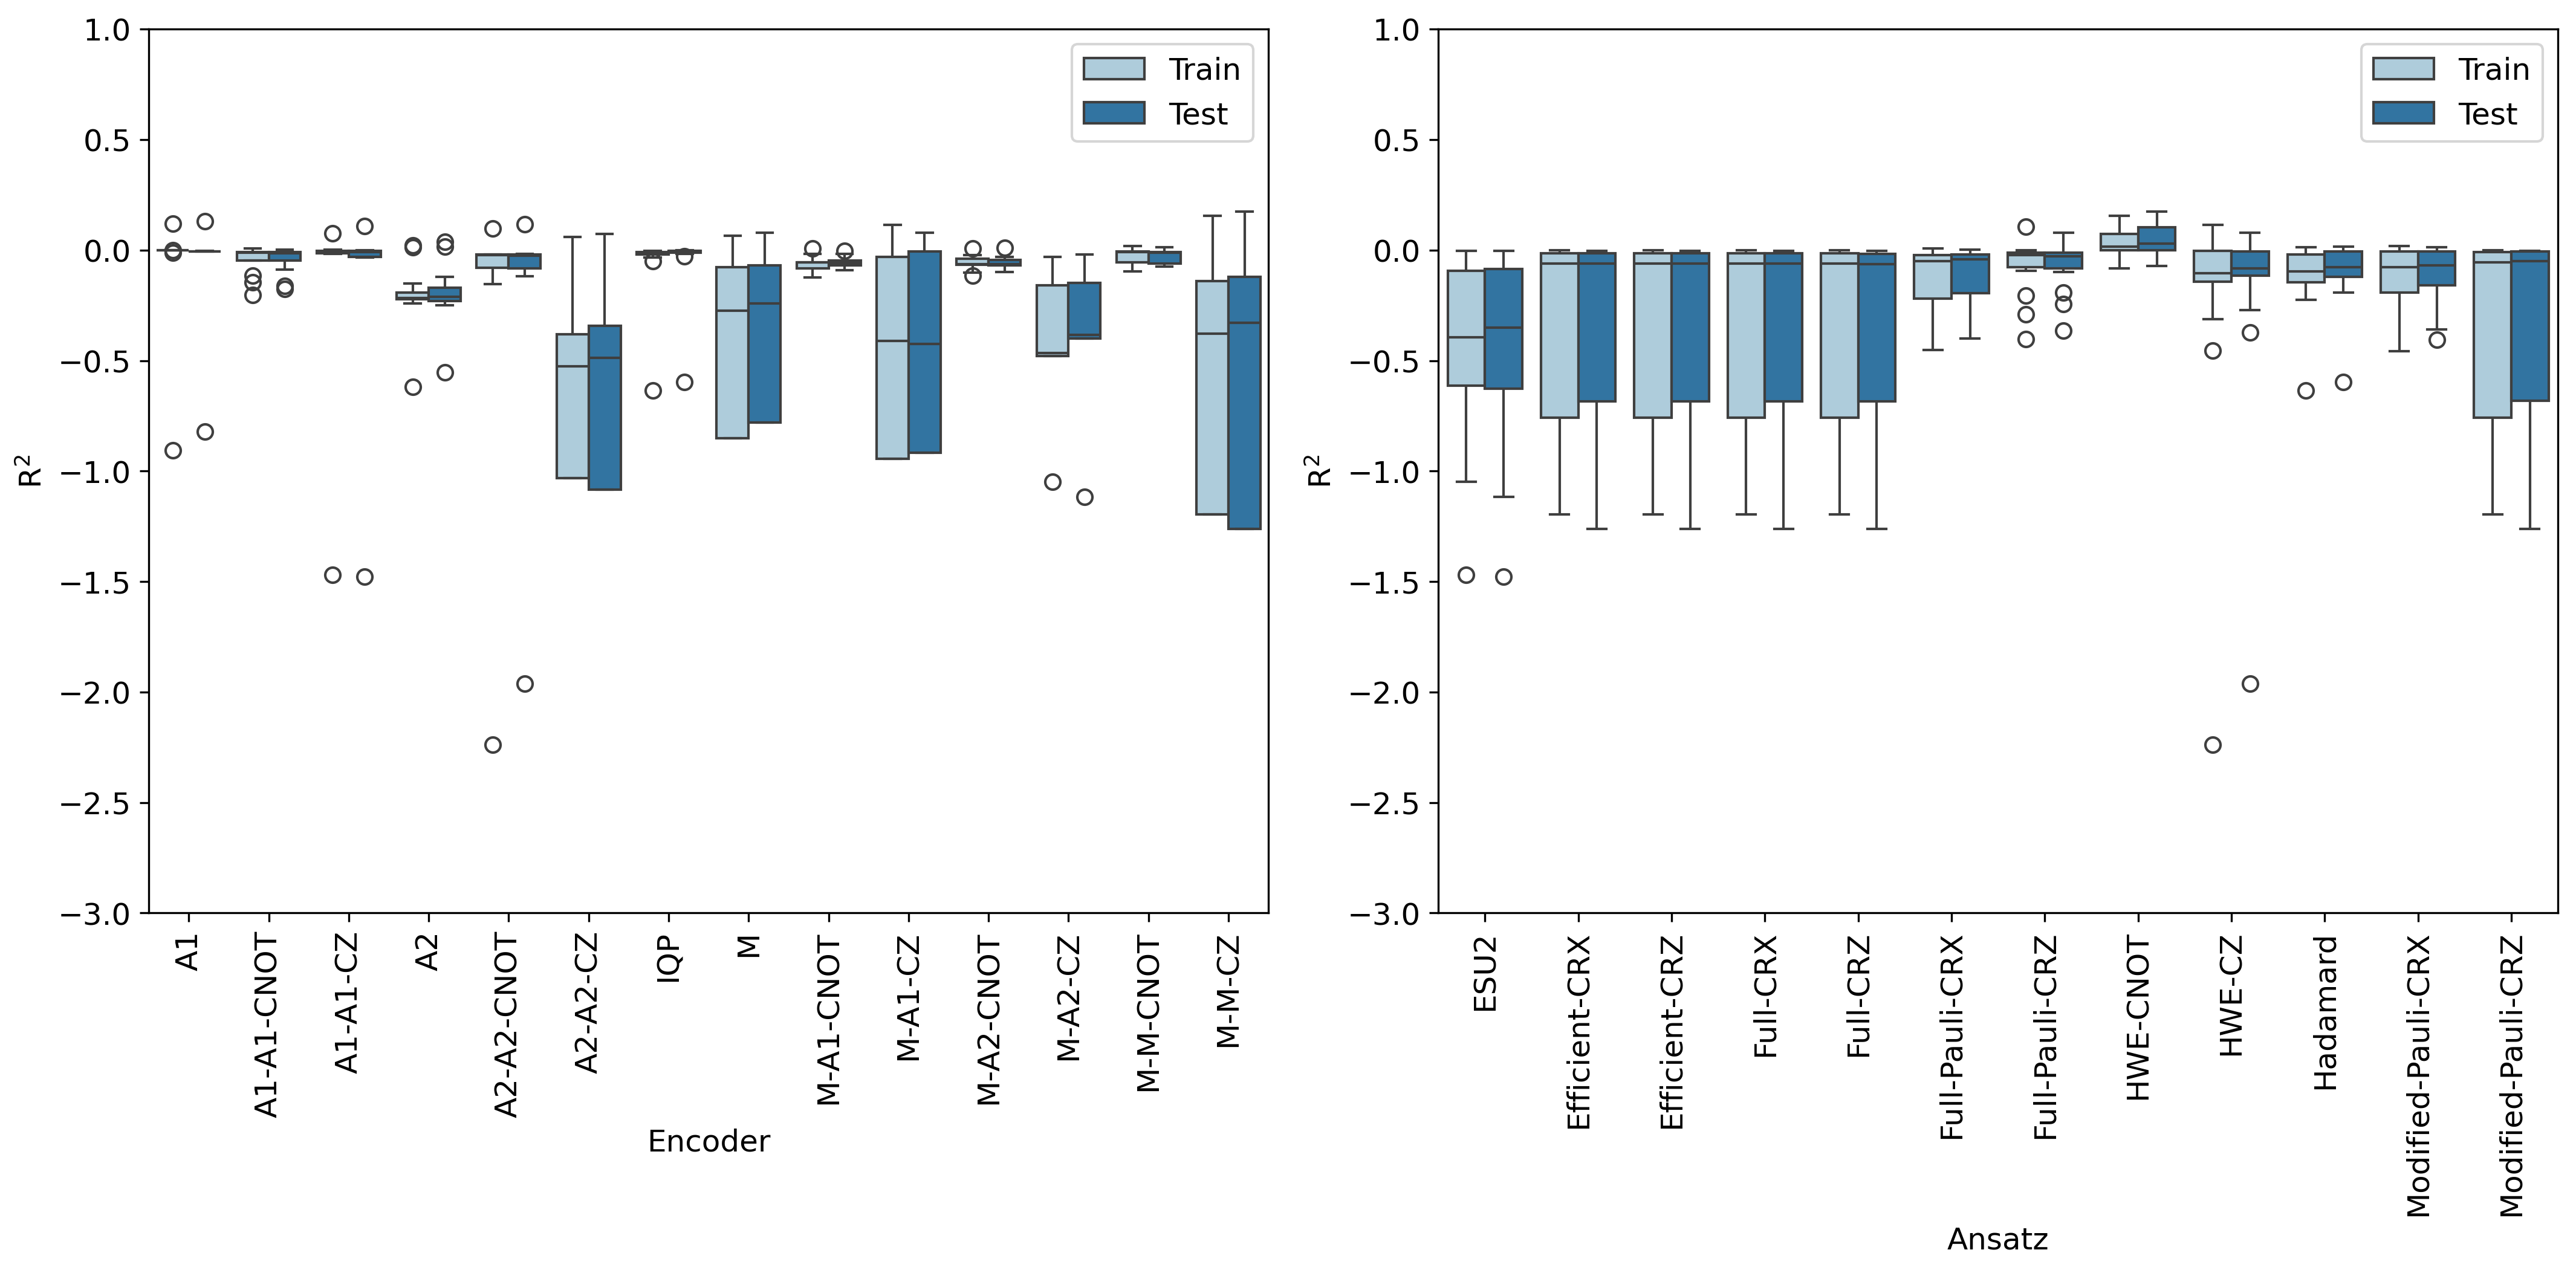 1.0
0.5
0.0
−0.5
−1.0
−1.5
−2.0
−2.5
−3.0
R²
Train
Test
A1
A1-A1-CNOT
A1-A1-CZ
A2
A2-A2-CNOT
A2-A2-CZ
IQP
M
M-A1-CNOT
M-A1-CZ
M-A2-CNOT
M-A2-CZ
M-M-CNOT
M-M-CZ
Encoder
1.0
0.5
0.0
−0.5
−1.0
−1.5
−2.0
−2.5
−3.0
R²
Train
Test
ESU2
Efficient-CRX
Efficient-CRZ
Full-CRX
Full-CRZ
Full-Pauli-CRX
Full-Pauli-CRZ
HWE-CNOT
HWE-CZ
Hadamard
Modified-Pauli-CRX
Modified-Pauli-CRZ
Ansatz